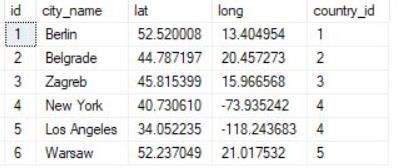 id city_name lat long country_id
1 Berlin 52.520008 13.404954 1
2 Belgrade 44.787197 20.457273 2
3 Zagreb 45.815399 15.966568 3
4 New York 40.730610 -73.935242 4
5 Los Angeles 34.052235 -118.243683 4
6 Warsaw 52.237049 21.017532 5